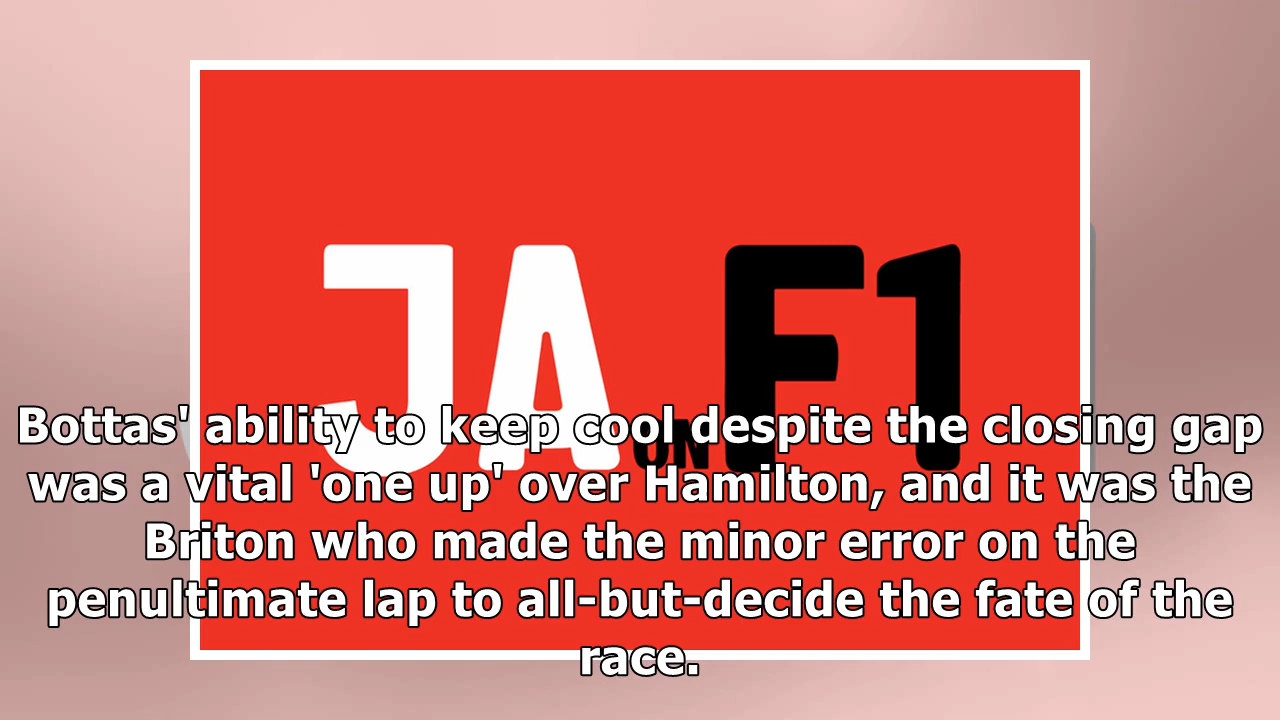 JA ON F1
Bottas' ability to keep cool despite the closing gap
was a vital 'one up' over Hamilton, and it was the
Briton who made the minor error on the
penultimate lap to all-but-decide the fate of the
race.